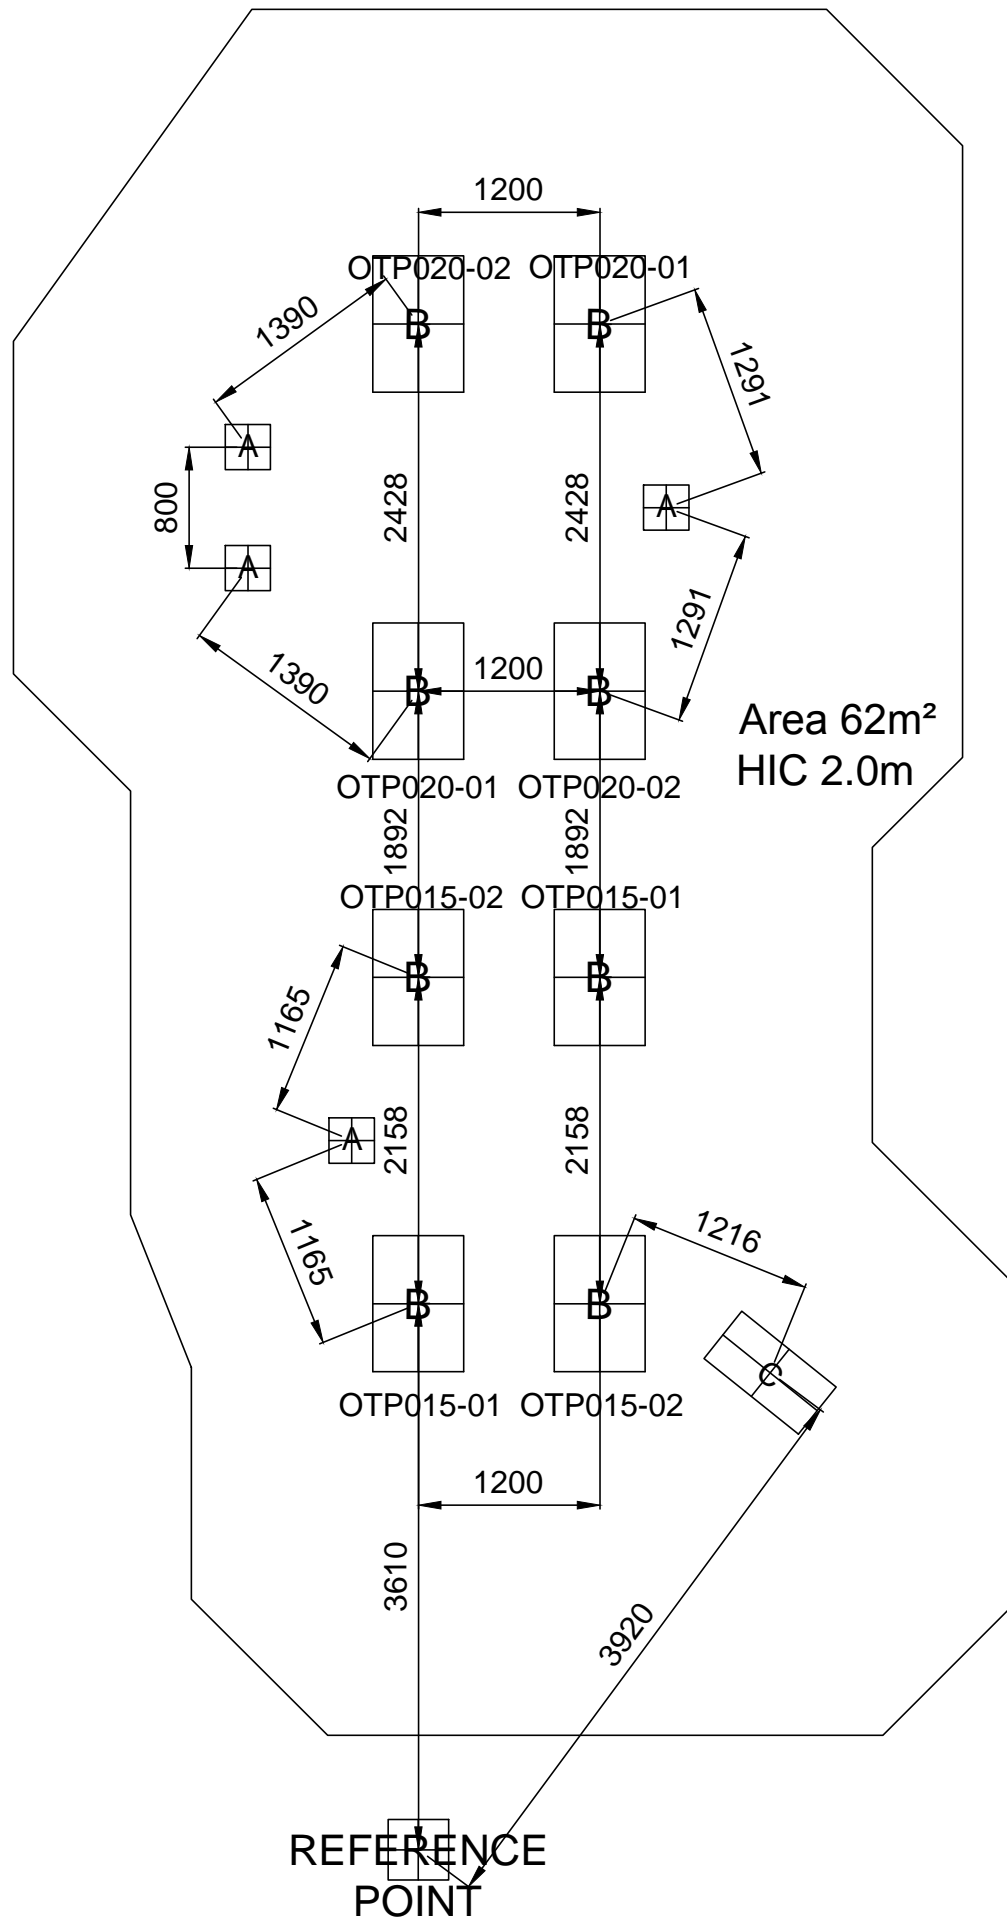 1200
OTP020-02 OTP020-01
B B
1390
1291
A
800
2428
2428
A
A
1291
1390
1200
B B
Area 62m²
HIC 2.0m
OTP020-01 OTP020-02
1892
1892
OTP015-02 OTP015-01
B B
1165
A
2158
2158
1165
1216
B B
C
OTP015-01 OTP015-02
1200
3610
3920
R
REFERENCE
POINT